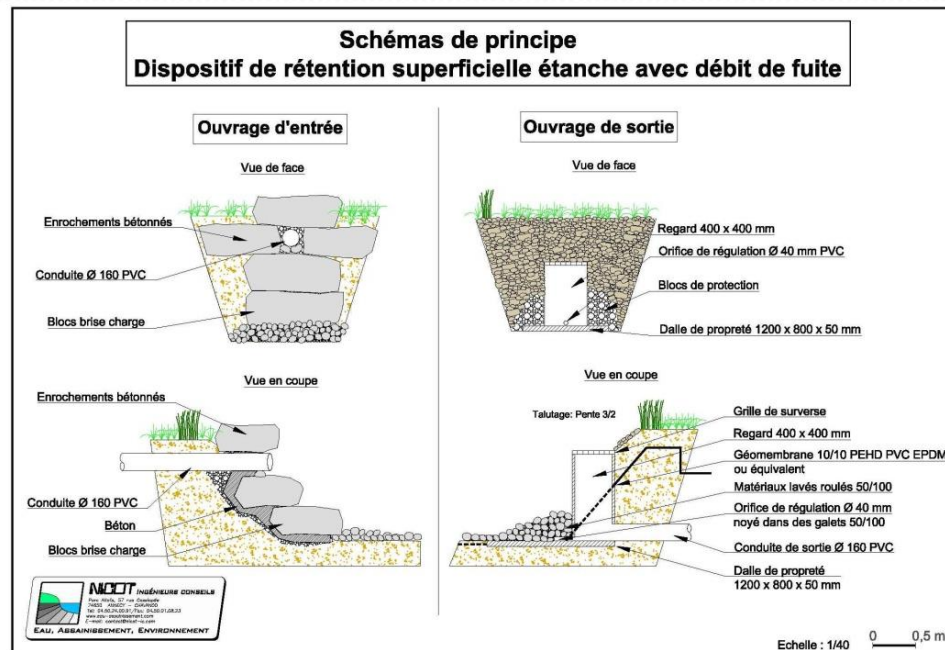 Schémas de principe
Dispositif de rétention superficielle étanche avec débit de fuite
Ouvrage d'entrée
Vue de face
Enrochements bétonnés
Conduite Ø 160 PVC
Blocs brise charge
Vue en coupe
Enrochements bétonnés
Conduite Ø 160 PVC
Béton
Blocs brise charge
Ouvrage de sortie
Vue de face
Regard 400 x 400 mm
Orifice de régulation Ø 40 mm PVC
Blocs de protection
Dalle de propreté 1200 x 800 x 50 mm
Vue en coupe
Talutage: Pente 3/2
Grille de surverse
Regard 400 x 400 mm
Géomembrane 10/10 PEHD PVC EPDM
ou équivalent
Matériaux lavés roulés 50/100
Orifice de régulation Ø 40 mm
noyé dans des galets 50/100
Conduite de sortie Ø 160 PVC
Dalle de propreté
1200 x 800 x 50 mm
NICOT INGÉNIEURS CONSEILS
EAU, ASSAINISSEMENT, ENVIRONNEMENT
Echelle : 1/40
0 0,5 m